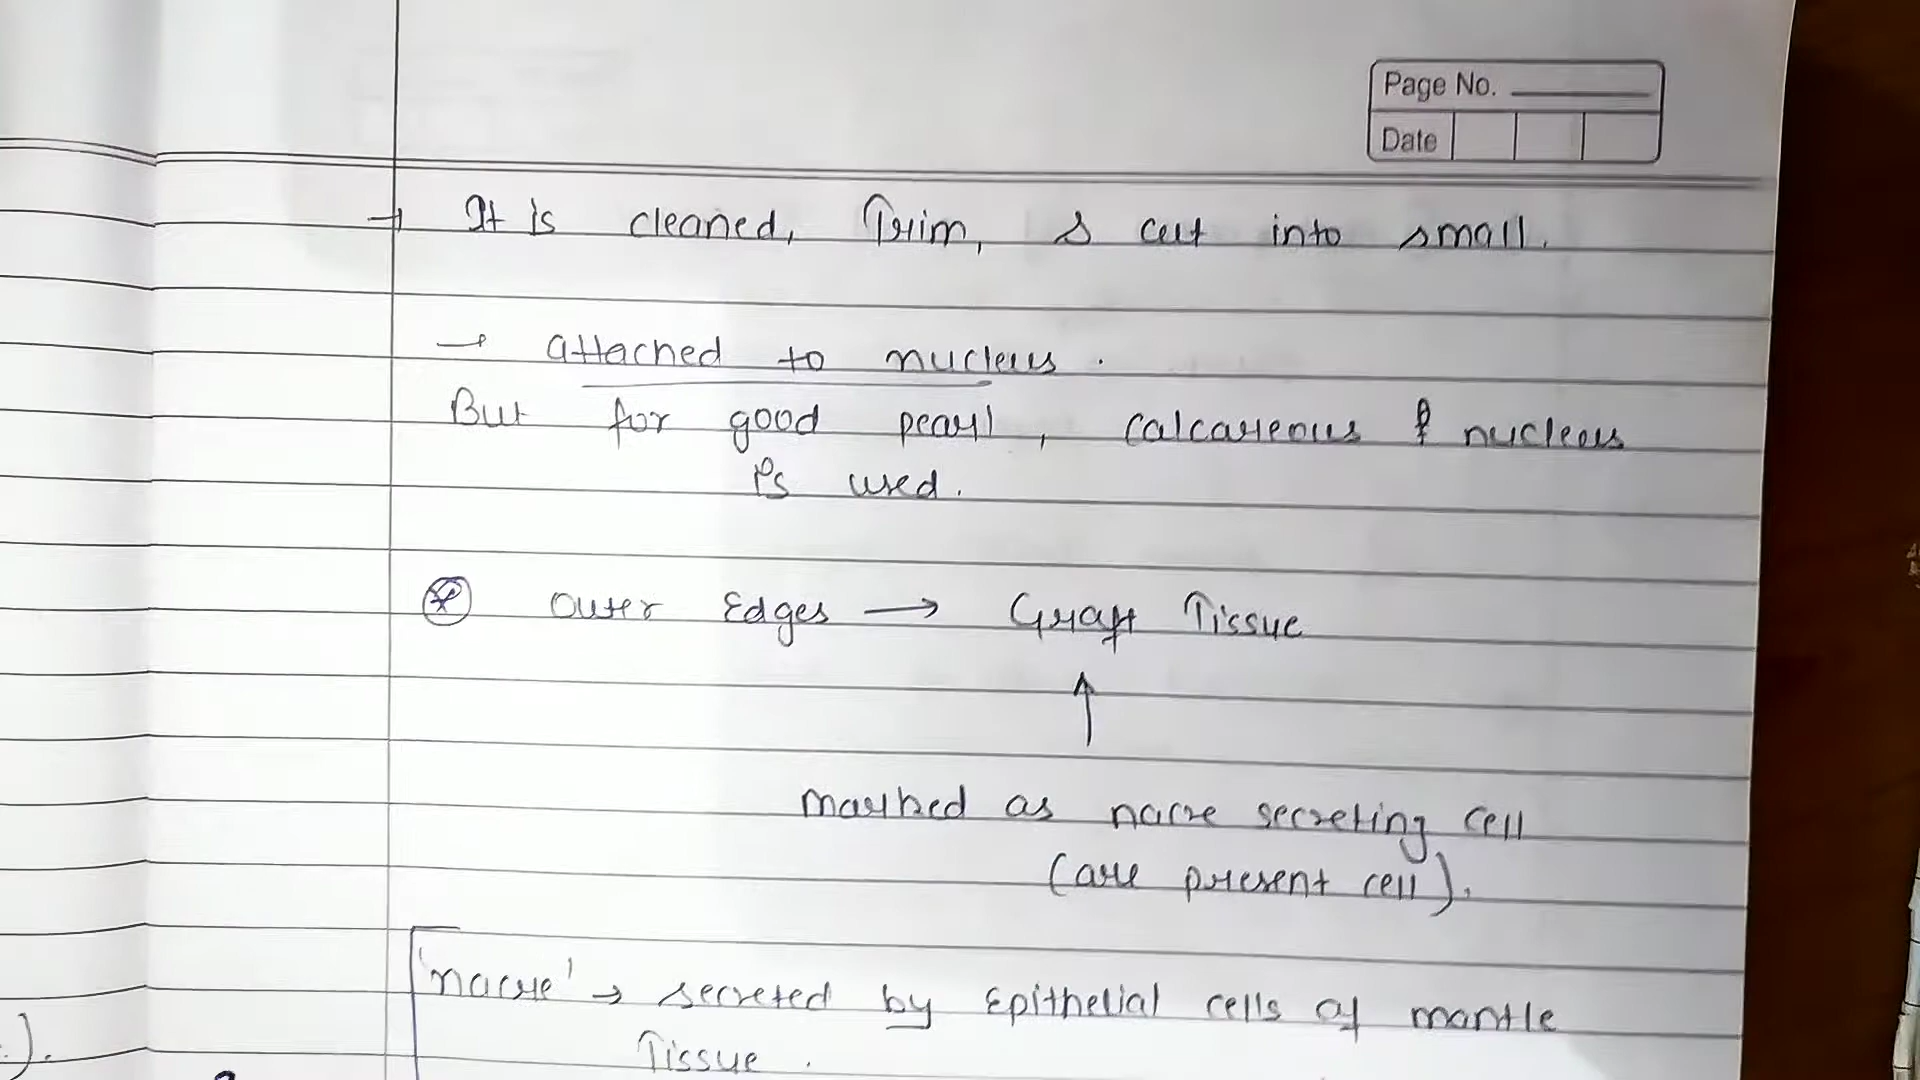 Page No.
Date
→ It is cleaned, Trim, & cut into small.
→ attached to nucleus.
But for good pearl, calcareous & nucleus
is used.
* Outer Edges → Graft Tissue
↑
marked as nacre secreting cell
(are present cell).
'nacre' → secreted by Epithelial cells of mantle
Tissue.
).